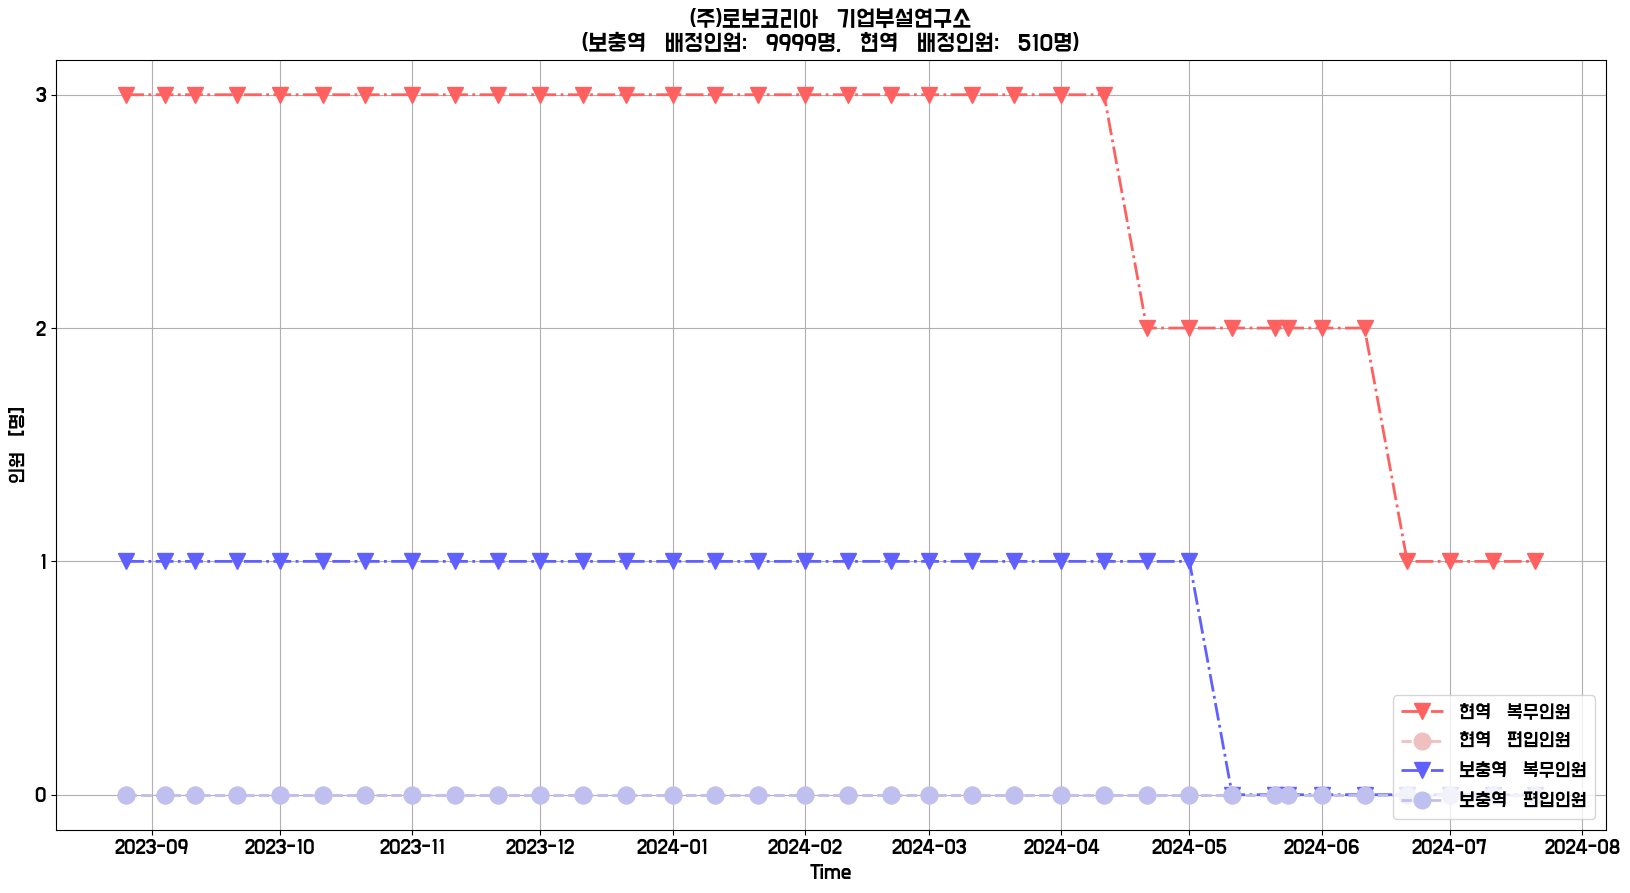 (주)로보코리아 기업부설연구소
(보충역 배정인원: 9999명, 현역 배정인원: 510명)
3
2
1
0
인원 [명]
2023-09 2023-10 2023-11 2023-12 2024-01 2024-02 2024-03 2024-04 2024-05 2024-06 2024-07 2024-08
Time
현역 복무인원
현역 편입인원
보충역 복무인원
보충역 편입인원